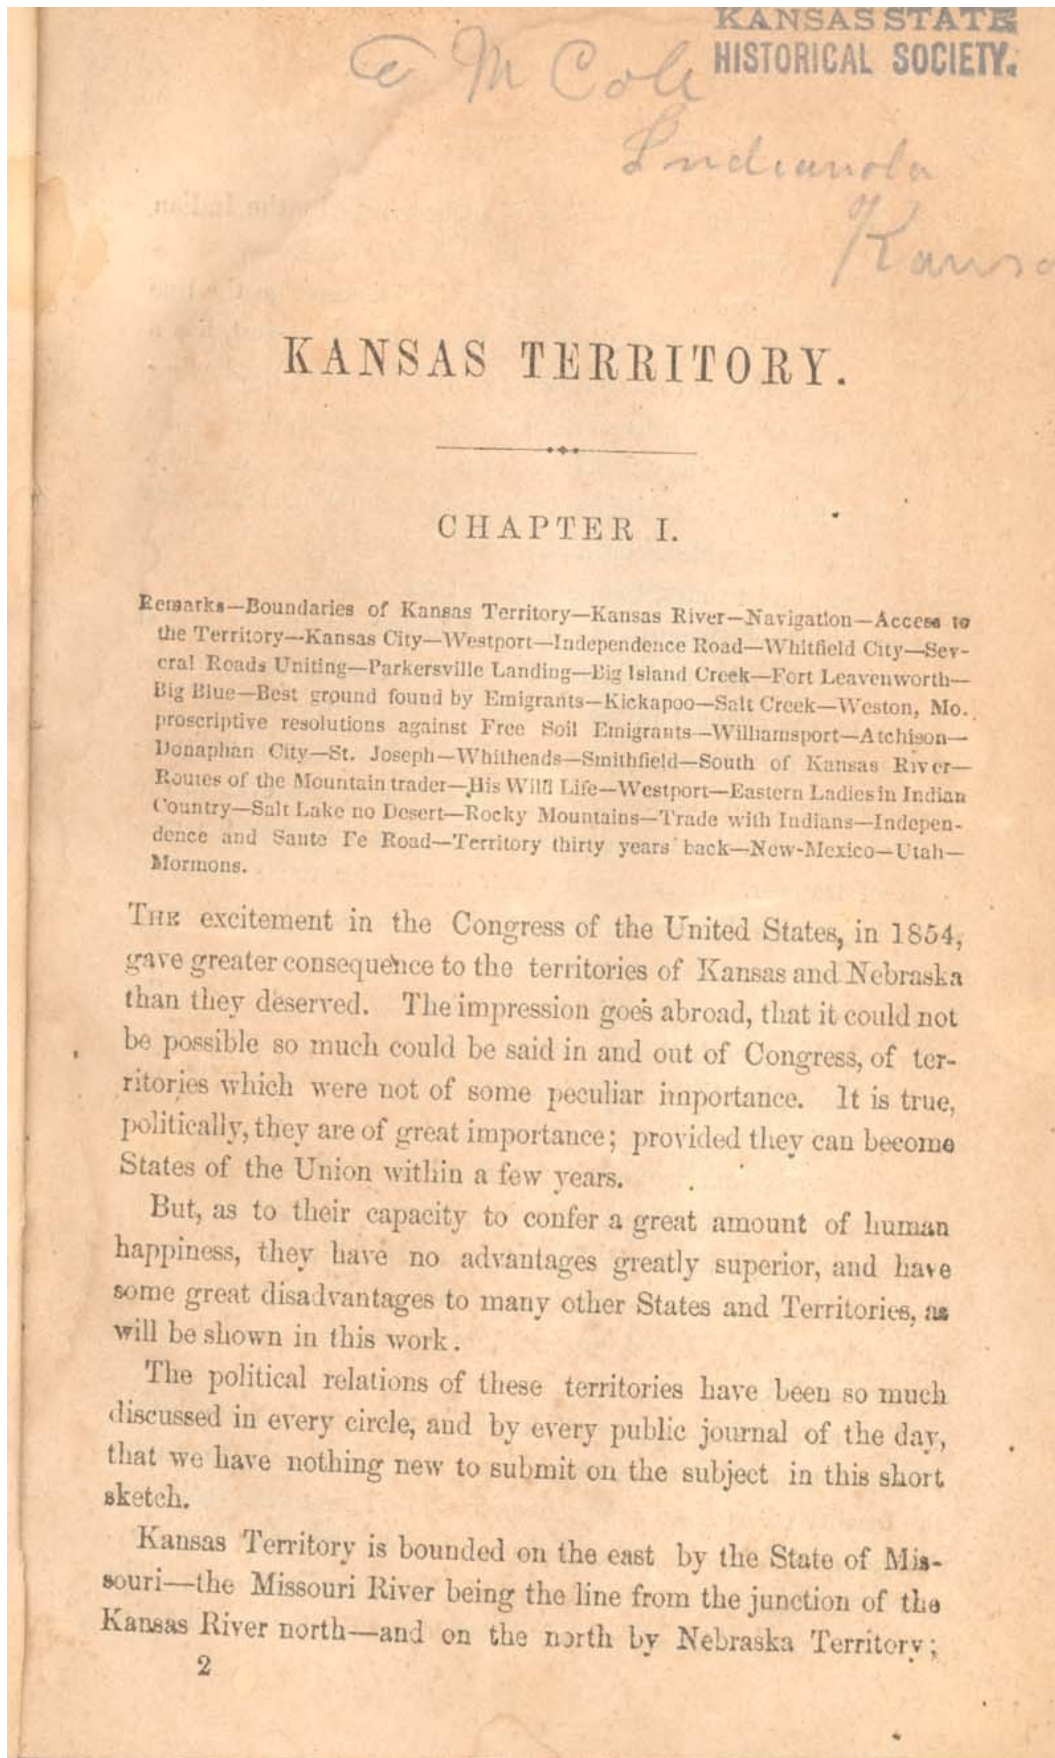 KANSAS STATE
HISTORICAL SOCIETY.
M Cole
Indianola
Kansa
KANSAS TERRITORY.
CHAPTER I.
Remarks—Boundaries of Kansas Territory—Kansas River—Navigation—Access to
the Territory—Kansas City—Westport—Independence Road—Whitfield City—Sev-
eral Roads Uniting—Parkersville Landing—Big Island Creek—Fort Leavenworth—
Big Blue—Best ground found by Emigrants—Kickapoo—Salt Creek—Weston, Mo.
proscriptive resolutions against Free Soil Emigrants—Williamsport—Atchison—
Donaphan City—St. Joseph—Whitheads—Smithfield—South of Kansas River—
Routes of the Mountain trader—His Wild Life—Westport—Eastern Ladies in Indian
Country—Salt Lake no Desert—Rocky Mountains—Trade with Indians—Indepen-
dence and Sante Fe Road—Territory thirty years back—New-Mexico—Utah—
Mormons.
THE excitement in the Congress of the United States, in 1854,
gave greater consequence to the territories of Kansas and Nebraska
than they deserved. The impression goes abroad, that it could not
be possible so much could be said in and out of Congress, of ter-
ritories which were not of some peculiar importance. It is true,
politically, they are of great importance; provided they can become
States of the Union within a few years.
But, as to their capacity to confer a great amount of human
happiness, they have no advantages greatly superior, and have
some great disadvantages to many other States and Territories, as
will be shown in this work.
The political relations of these territories have been so much
discussed in every circle, and by every public journal of the day,
that we have nothing new to submit on the subject in this short
sketch.
Kansas Territory is bounded on the east by the State of Mis-
souri—the Missouri River being the line from the junction of the
Kansas River north—and on the north by Nebraska Territory;
2